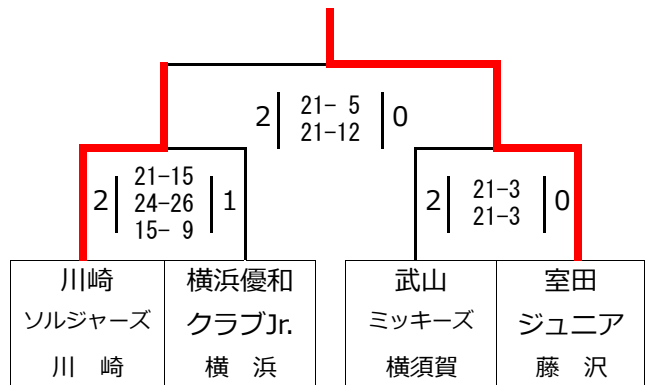 2 21- 5 0
21-12
2 21-15 1
24-26
15- 9
2 21-3 0
21-3
川崎
ソルジャーズ
川 崎
横浜優和
クラブJr.
横 浜
武山
ミッキーズ
横須賀
室田
ジュニア
藤 沢